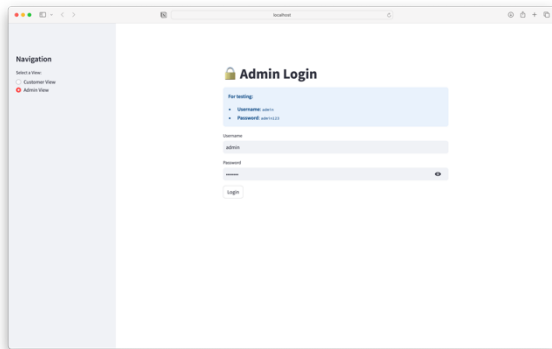 localhost
Navigation
Select a View:
Customer View
Admin View
Admin Login
For testing:
Username: admin
Password: admin123
Username
admin
Password
Login